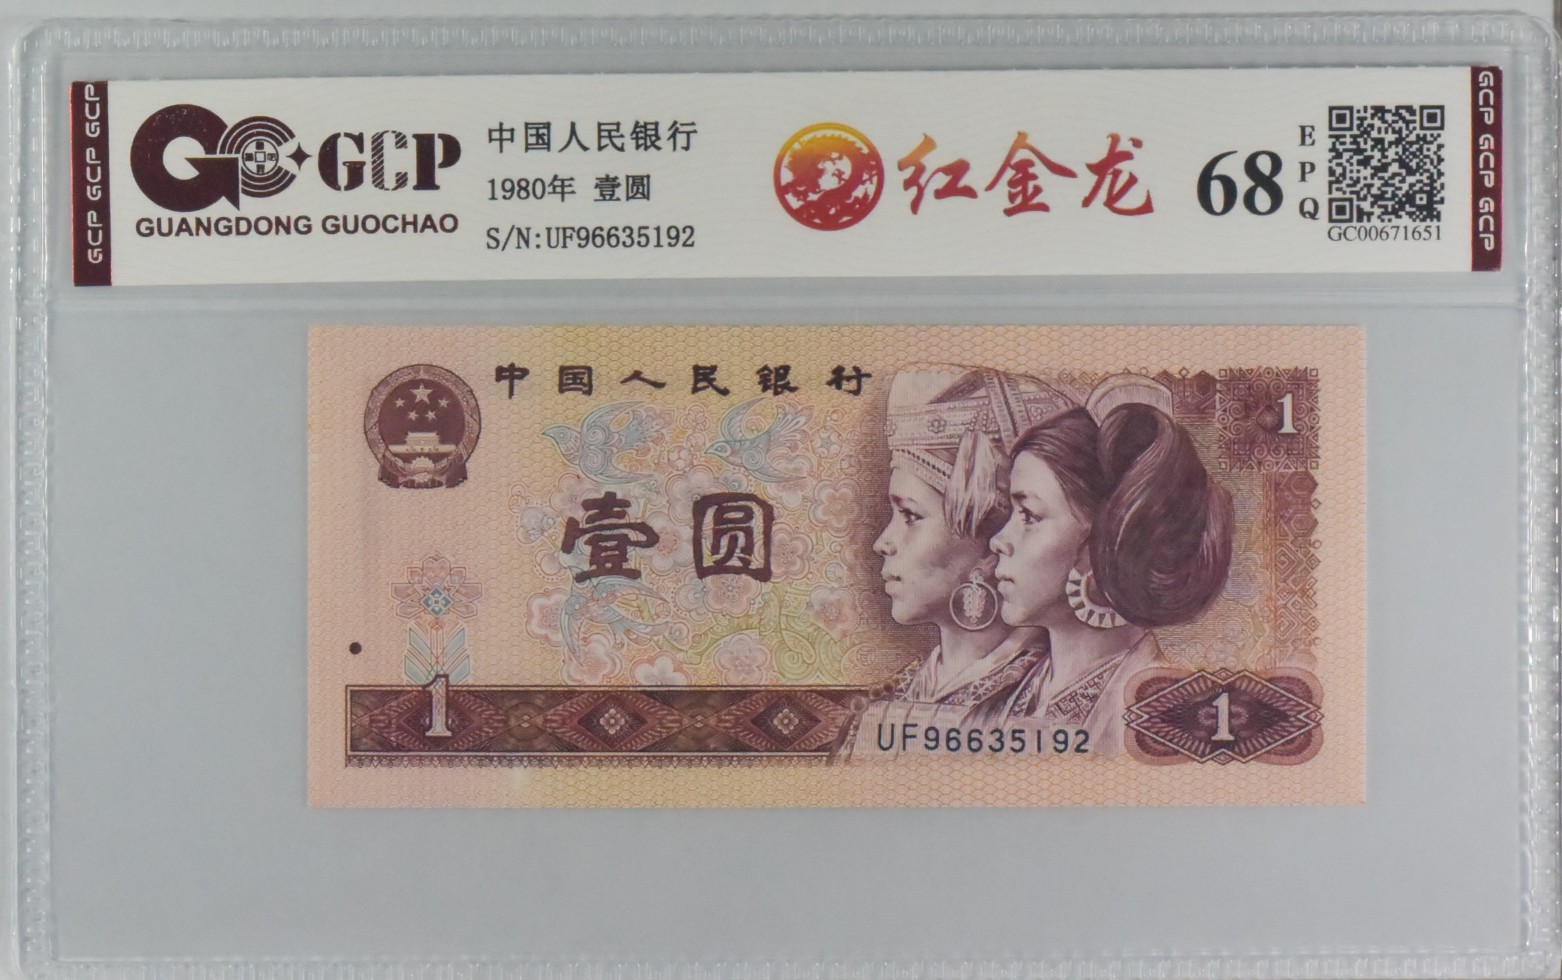 GCP GCP GCP
GCP
GUANGDONG GUOCHAO
中国人民银行
1980年 壹圆
S/N:UF96635192
红金龙
68
EPQ
GC00671651
GCP GCP GCP
中国人民银行
1
壹圆
1
UF96635192
1